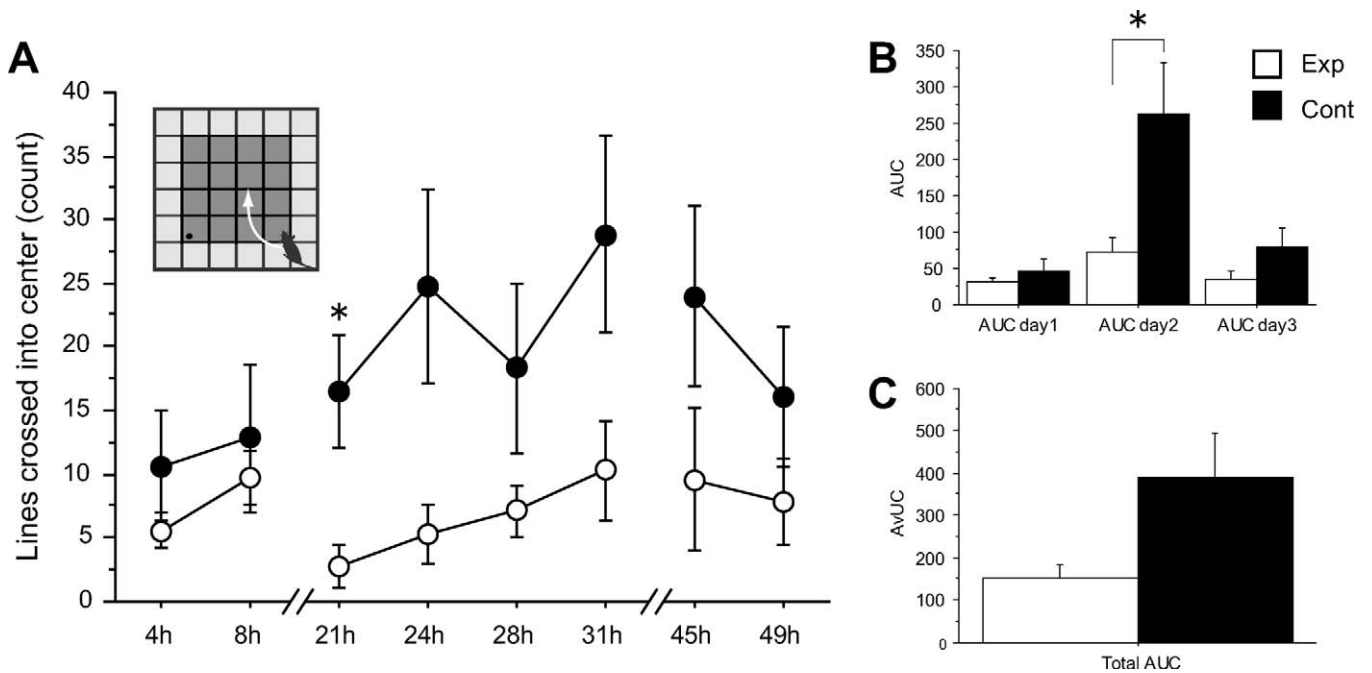 A
Lines crossed into center (count)
40
35
30
25
20
15
10
5
0
*
4h 8h 21h 24h 28h 31h 45h 49h
B
*
Exp
Cont
AUC
350
300
250
200
150
100
50
0
AUC day1 AUC day2 AUC day3
C
AvUC
600
500
400
300
200
100
0
Total AUC